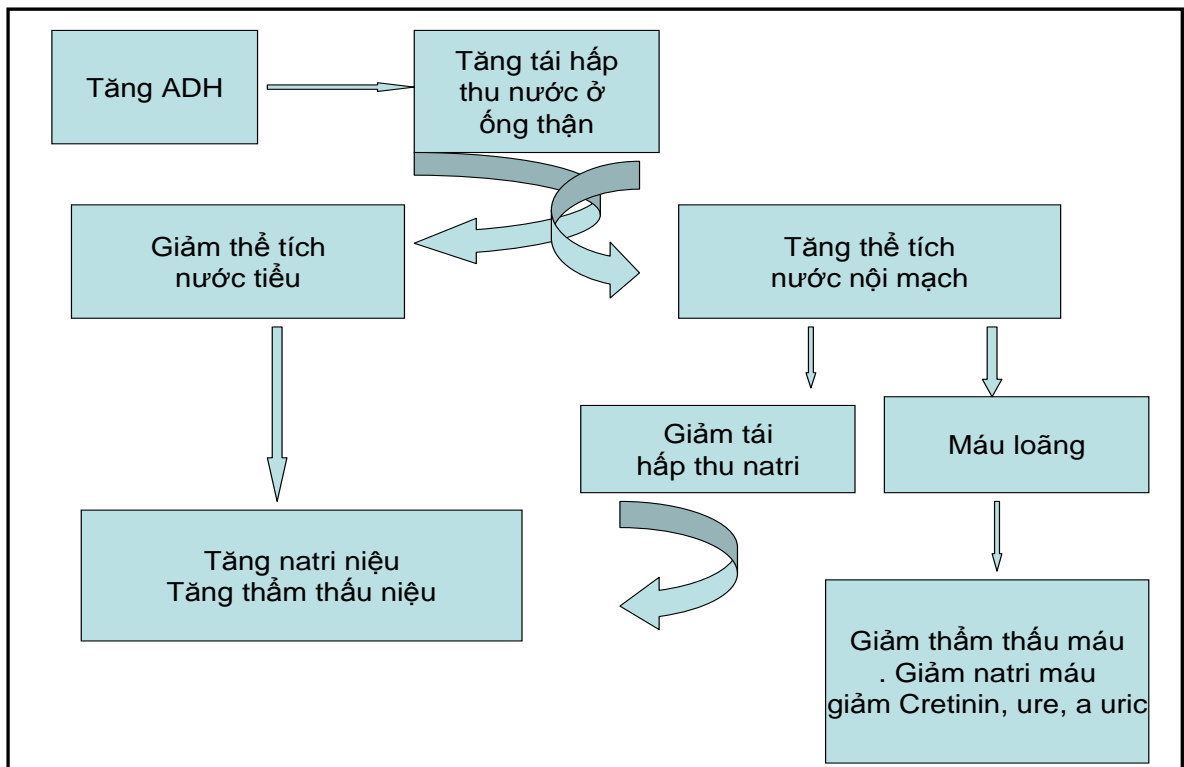 Tăng ADH
Tăng tái hấp
thu nước ở
ống thận
Giảm thể tích
nước tiểu
Tăng thể tích
nước nội mạch
Giảm tái
hấp thu natri
Máu loãng
Tăng natri niệu
Tăng thẩm thấu niệu
Giảm thẩm thấu máu
. Giảm natri máu
giảm Cretinin, ure, a uric